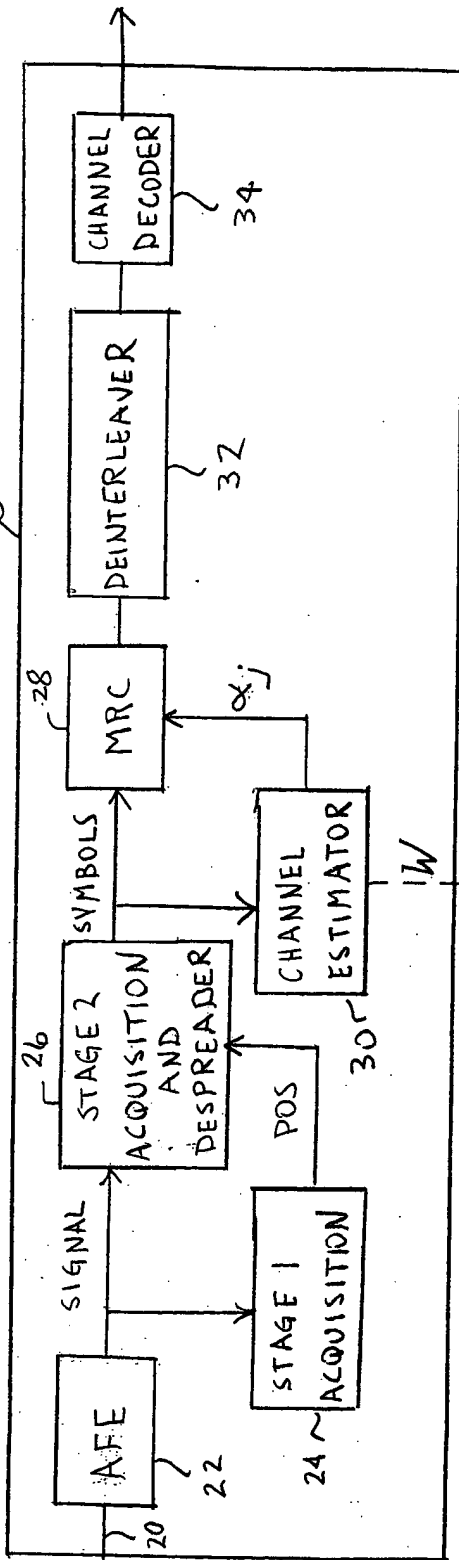 20
AFE
22
SIGNAL
STAGE 1
ACQUISITION
24
POS
26
STAGE 2
ACQUISITION
AND
DESPREADER
SYMBOLS
CHANNEL
ESTIMATOR
30
W
αj
28
MRC
DEINTERLEAVER
32
CHANNEL
DECODER
34